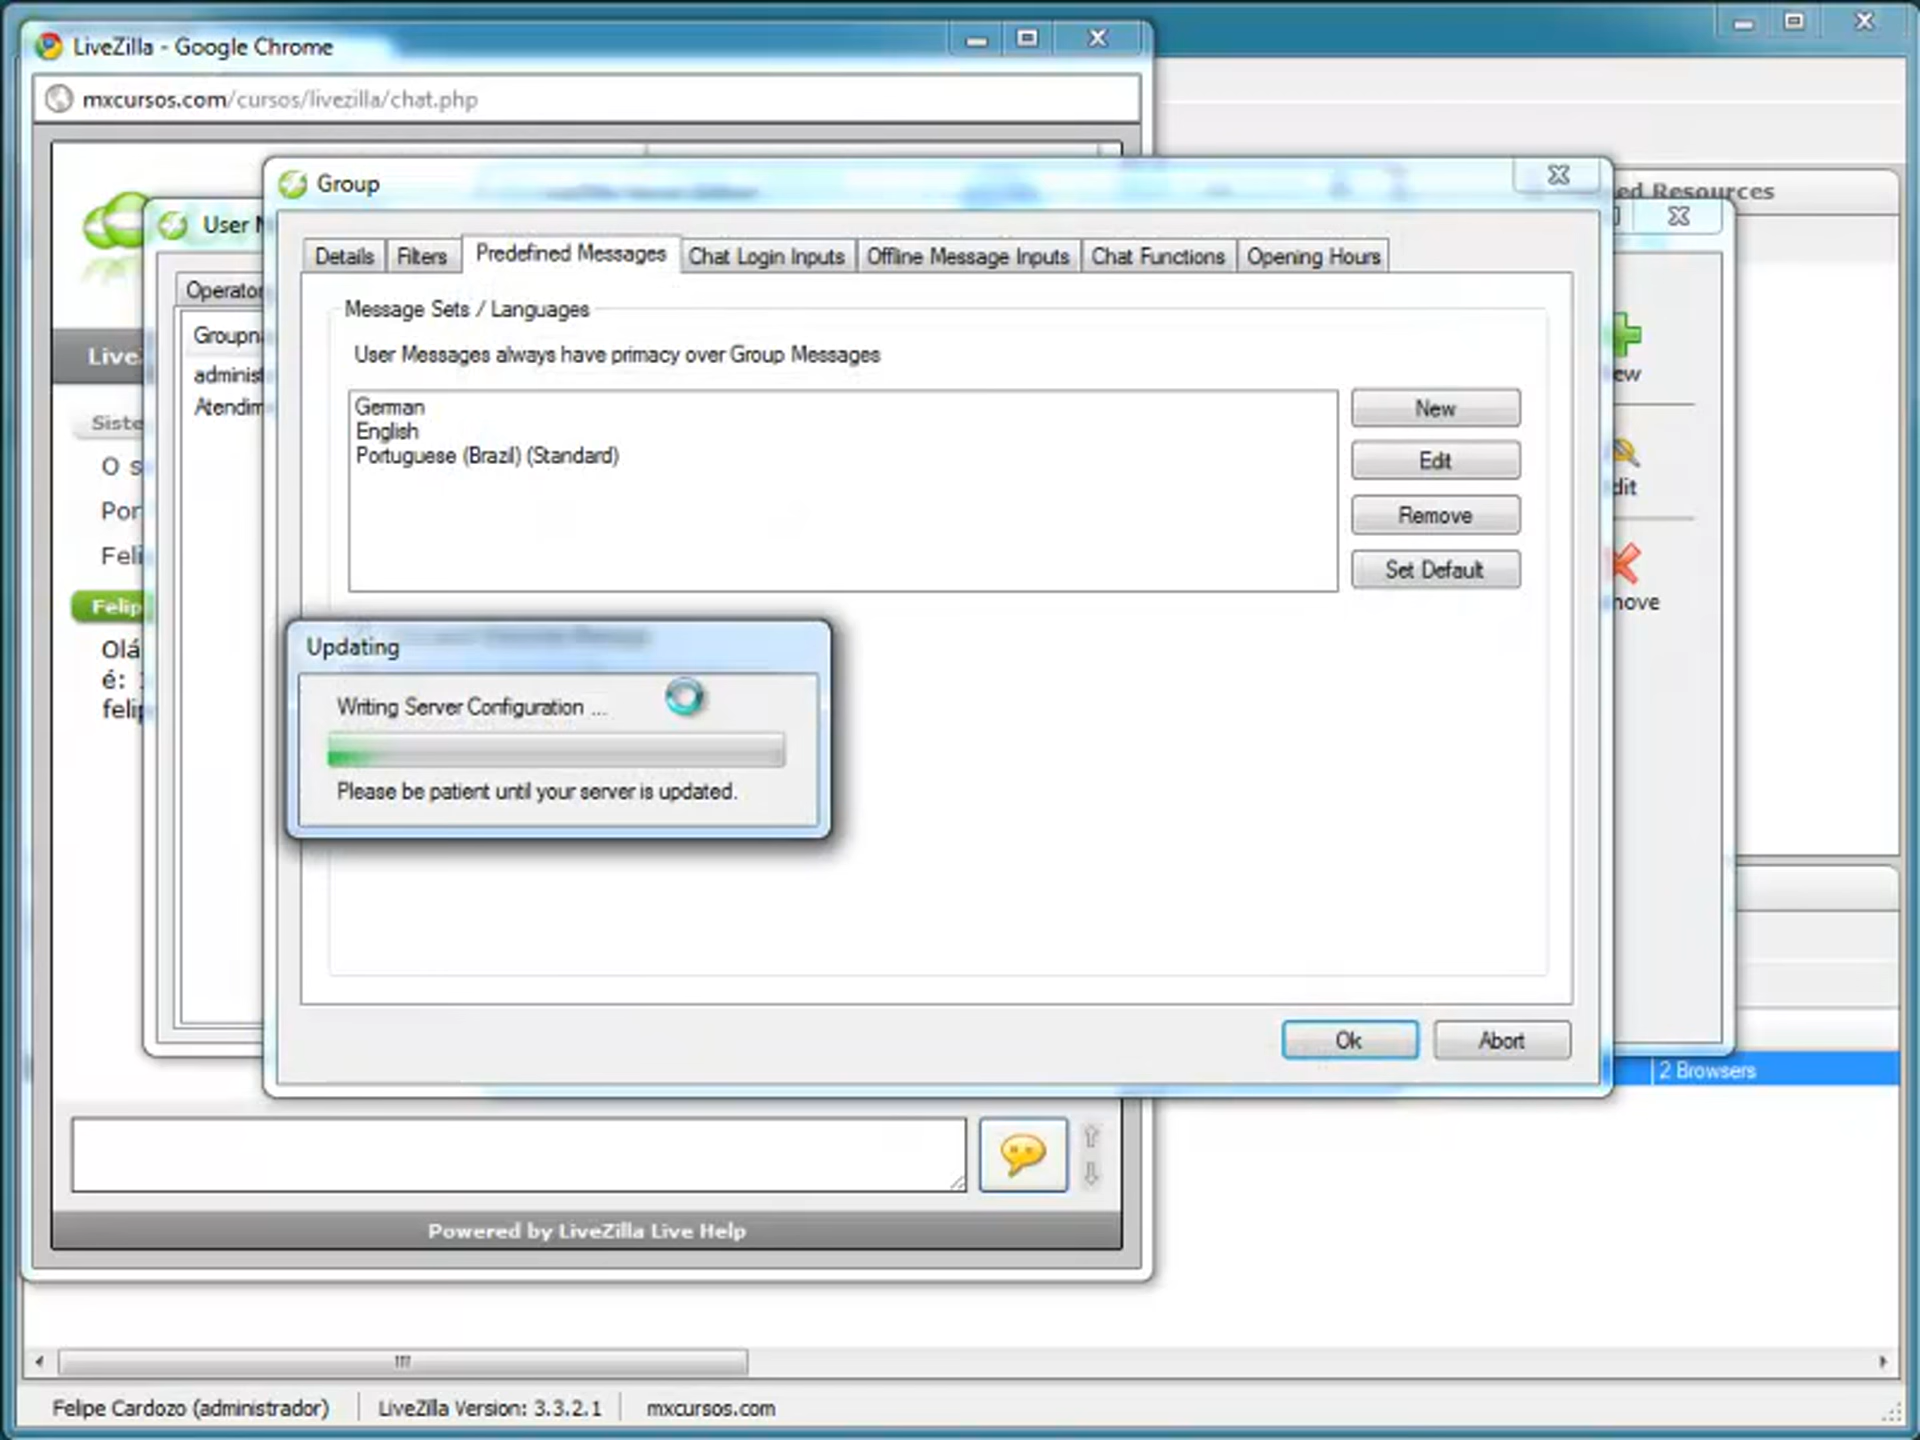 LiveZilla - Google Chrome
mxcursos.com/cursos/livezilla/chat.php
Group
Resources
User
Details
Filters
Predefined Messages
Chat Login Inputs
Offline Message Inputs
Chat Functions
Opening Hours
Message Sets / Languages
User Messages always have primacy over Group Messages
German
English
Portuguese (Brazil) (Standard)
New
Edit
Remove
Set Default
Live
O s
Olá
é:
Updating
Writing Server Configuration ...
Please be patient until your server is updated.
Ok
Abort
2 Browsers
Powered by LiveZilla Live Help
Felipe Cardozo (administrador)
LiveZilla Version: 3.3.2.1
mxcursos.com